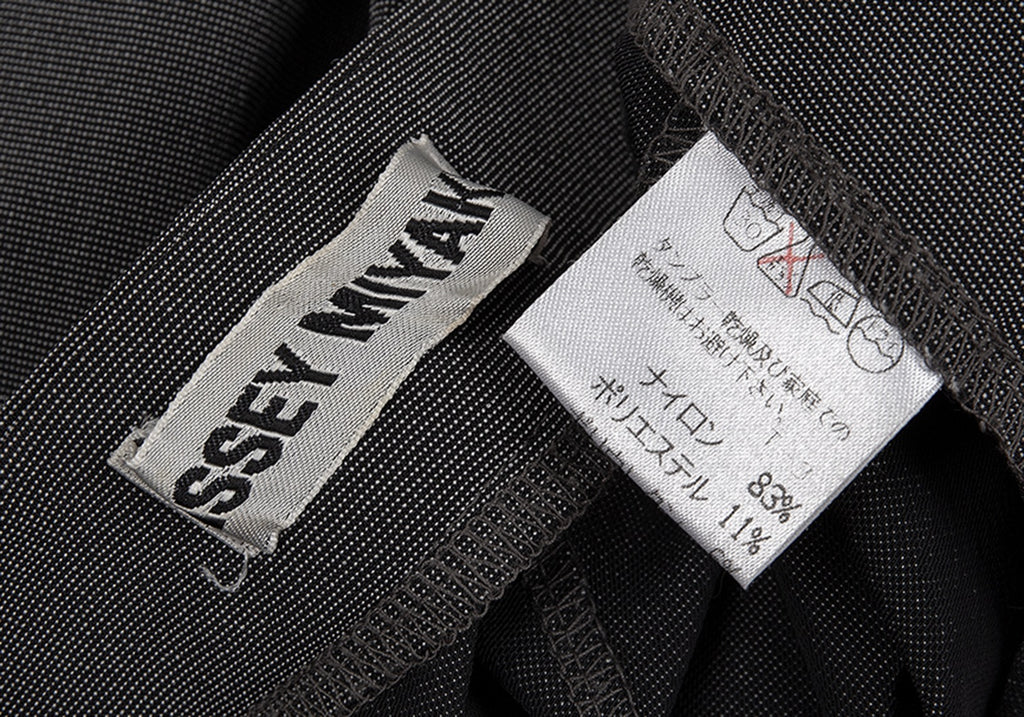 ISSEY MIYAK
タンブラー乾燥及び家庭での
乾燥機はお避け下さい。
ナイロン 83%
ポリエステル 11%